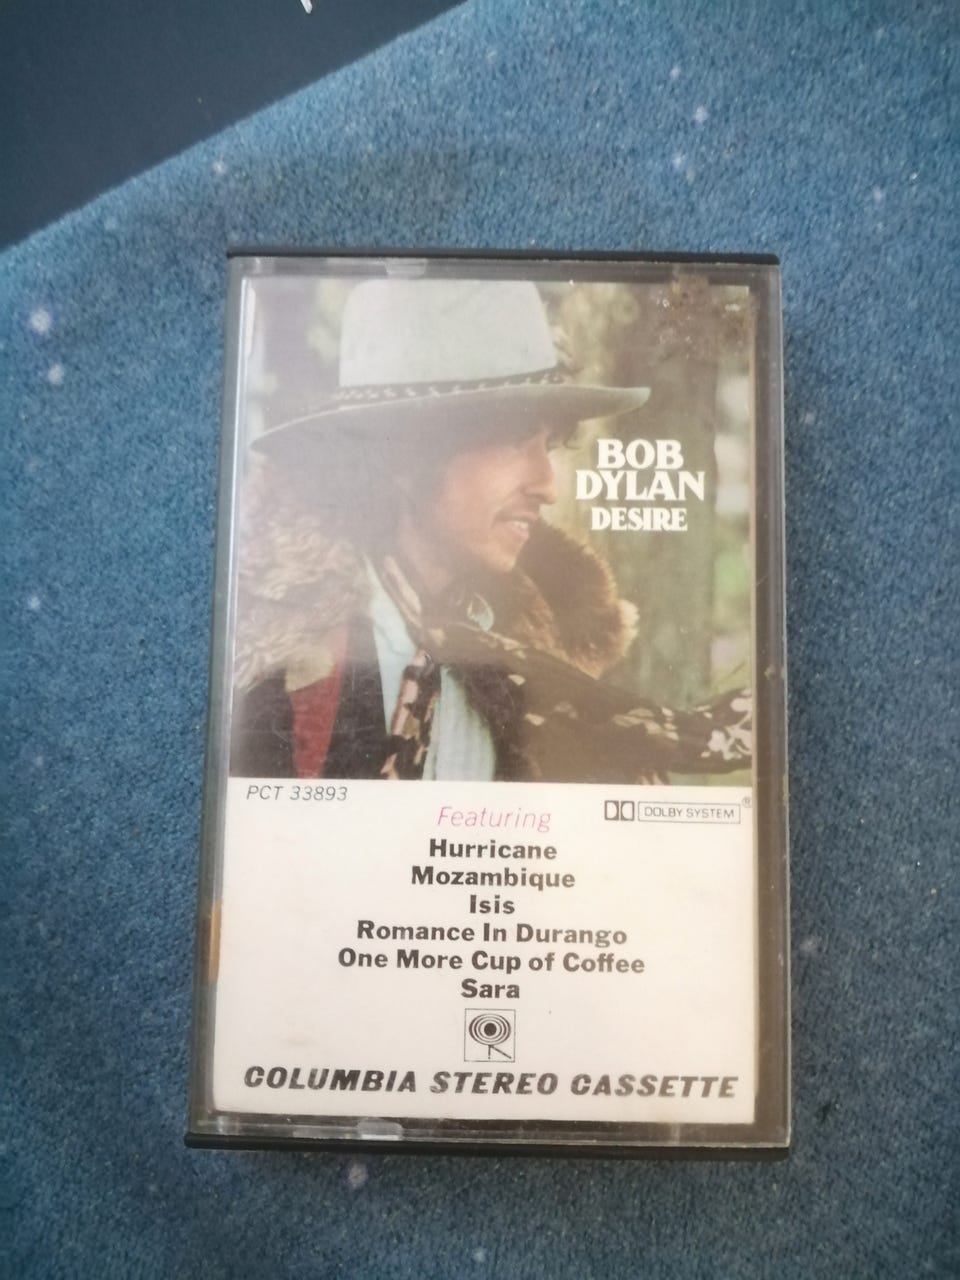 BOB
DYLAN
DESIRE
PCT 33893
DOLBY SYSTEM®
Featuring
Hurricane
Mozambique
Isis
Romance In Durango
One More Cup of Coffee
Sara
COLUMBIA STEREO CASSETTE